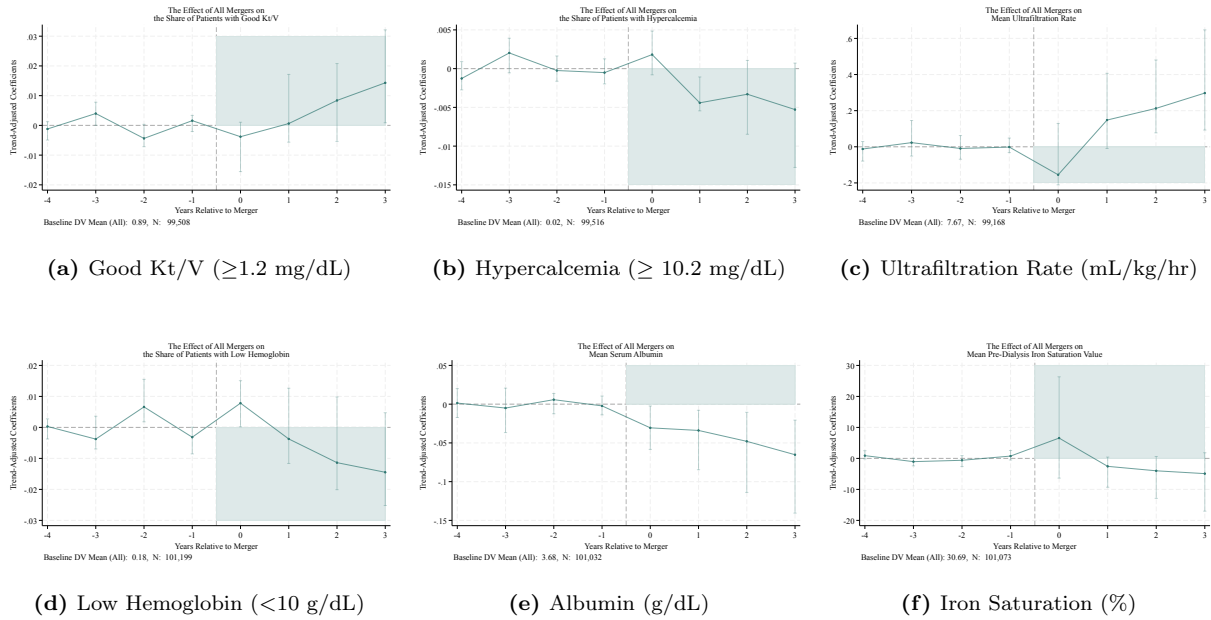 The Effect of All Mergers on
the Share of Patients with Good Kt/V
Trend-Adjusted Coefficients
.03
.02
.01
0
-.01
-.02
-4 -3 -2 -1 0 1 2 3
Years Relative to Merger
Baseline DV Mean (All): 0.89, N: 99,508
(a) Good Kt/V (≥1.2 mg/dL)
The Effect of All Mergers on
the Share of Patients with Hypercalcemia
Trend-Adjusted Coefficients
.005
0
-.005
-.01
-.015
-4 -3 -2 -1 0 1 2 3
Years Relative to Merger
Baseline DV Mean (All): 0.02, N: 99,516
(b) Hypercalcemia (≥ 10.2 mg/dL)
The Effect of All Mergers on
Mean Ultrafiltration Rate
Trend-Adjusted Coefficients
.6
.4
.2
0
-.2
-4 -3 -2 -1 0 1 2 3
Years Relative to Merger
Baseline DV Mean (All): 7.67, N: 99,168
(c) Ultrafiltration Rate (mL/kg/hr)
The Effect of All Mergers on
the Share of Patients with Low Hemoglobin
Trend-Adjusted Coefficients
.02
.01
0
-.01
-.02
-.03
-4 -3 -2 -1 0 1 2 3
Years Relative to Merger
Baseline DV Mean (All): 0.18, N: 101,199
(d) Low Hemoglobin (<10 g/dL)
The Effect of All Mergers on
Mean Serum Albumin
Trend-Adjusted Coefficients
.05
0
-.05
-.1
-.15
-4 -3 -2 -1 0 1 2 3
Years Relative to Merger
Baseline DV Mean (All): 3.68, N: 101,032
(e) Albumin (g/dL)
The Effect of All Mergers on
Mean Pre-Dialysis Iron Saturation Value
Trend-Adjusted Coefficients
30
20
10
0
-10
-20
-4 -3 -2 -1 0 1 2 3
Years Relative to Merger
Baseline DV Mean (All): 30.69, N: 101,073
(f) Iron Saturation (%)